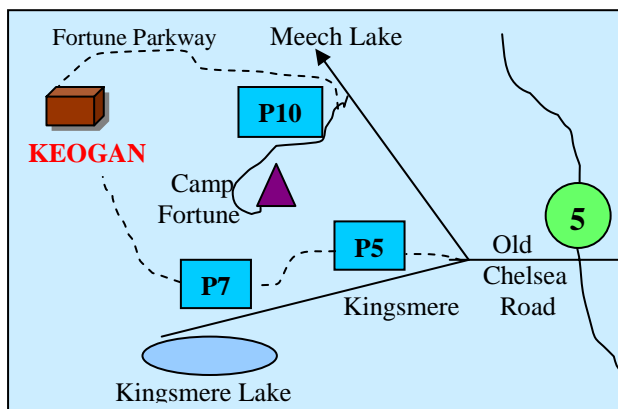 Fortune Parkway
Meech Lake
P10
KEOGAN
Camp
Fortune
5
P5
Old
Chelsea
Road
P7
Kingsmere
Kingsmere Lake